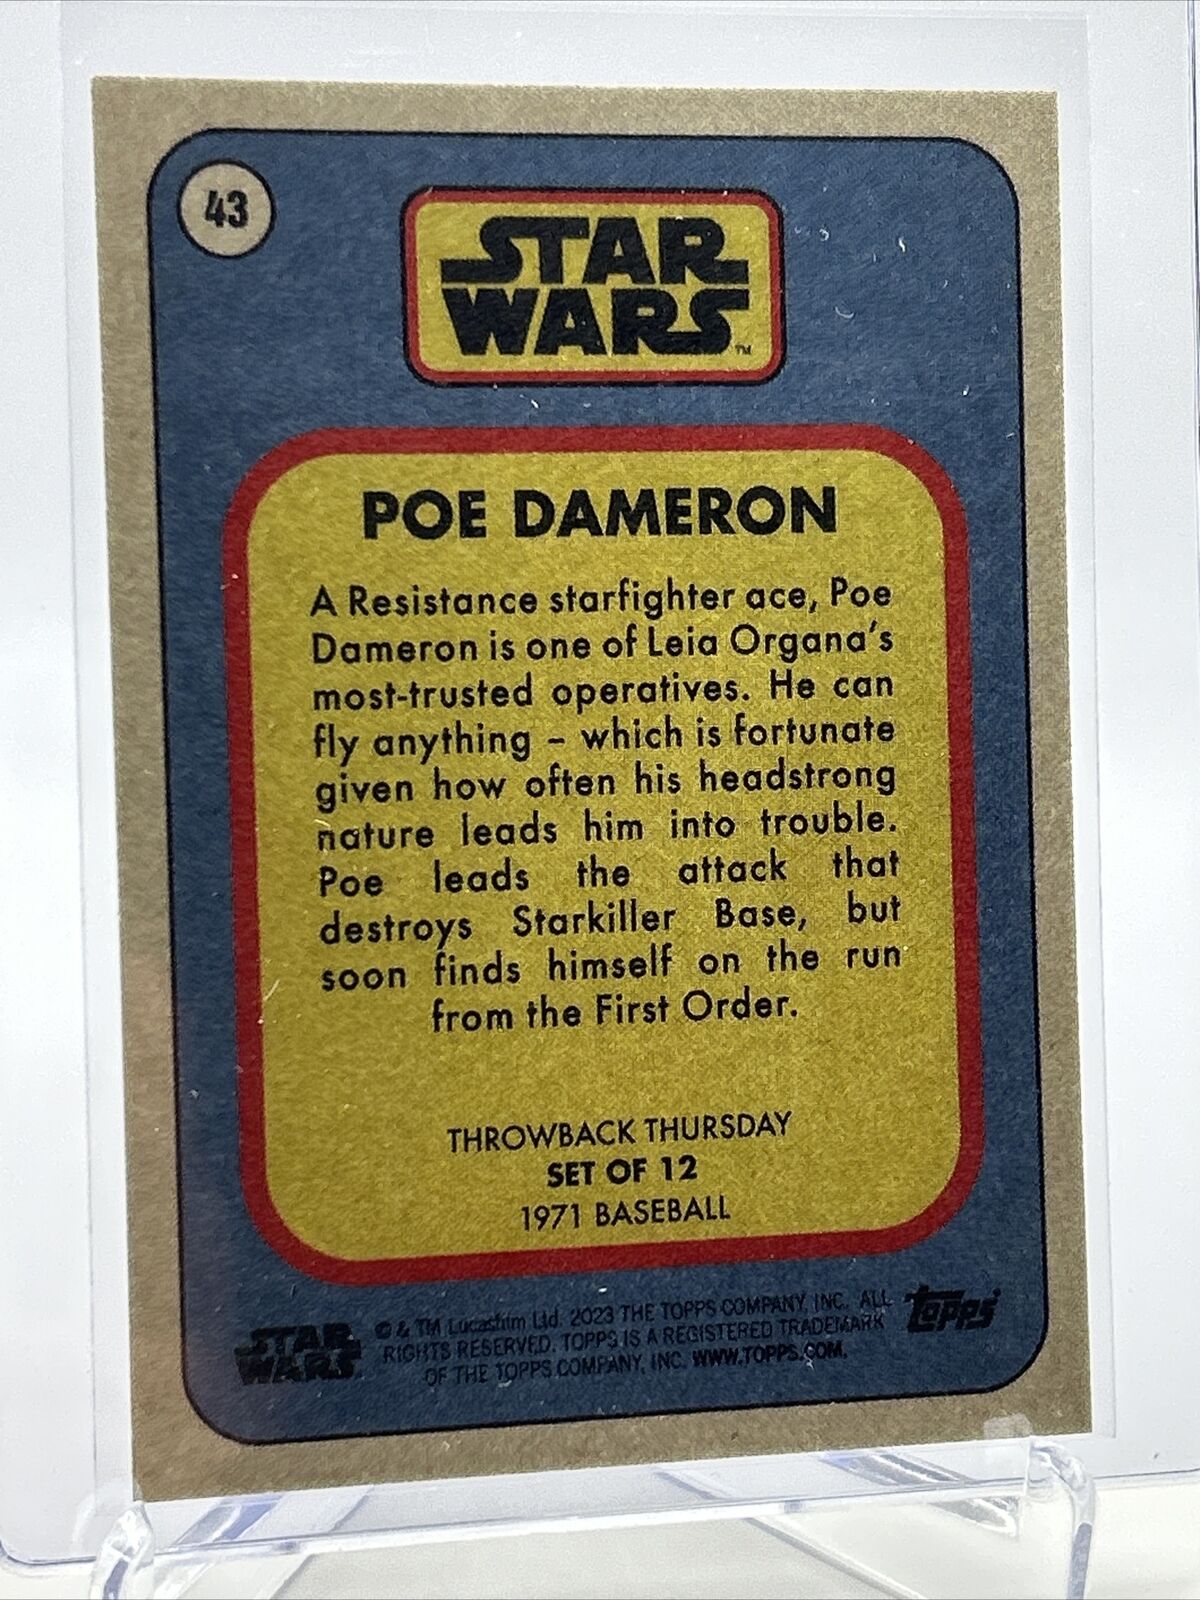 43
STAR
WARS
™
POE DAMERON
A Resistance starfighter ace, Poe
Dameron is one of Leia Organa's
most-trusted operatives. He can
fly anything – which is fortunate
given how often his headstrong
nature leads him into trouble.
Poe leads the attack that
destroys Starkiller Base, but
soon finds himself on the run
from the First Order.
THROWBACK THURSDAY
SET OF 12
1971 BASEBALL
STAR
WARS
© & TM Lucasfilm Ltd. 2023 THE TOPPS COMPANY, INC. ALL
RIGHTS RESERVED. TOPPS IS A REGISTERED TRADEMARK
OF THE TOPPS COMPANY, INC. WWW.TOPPS.COM.
topps